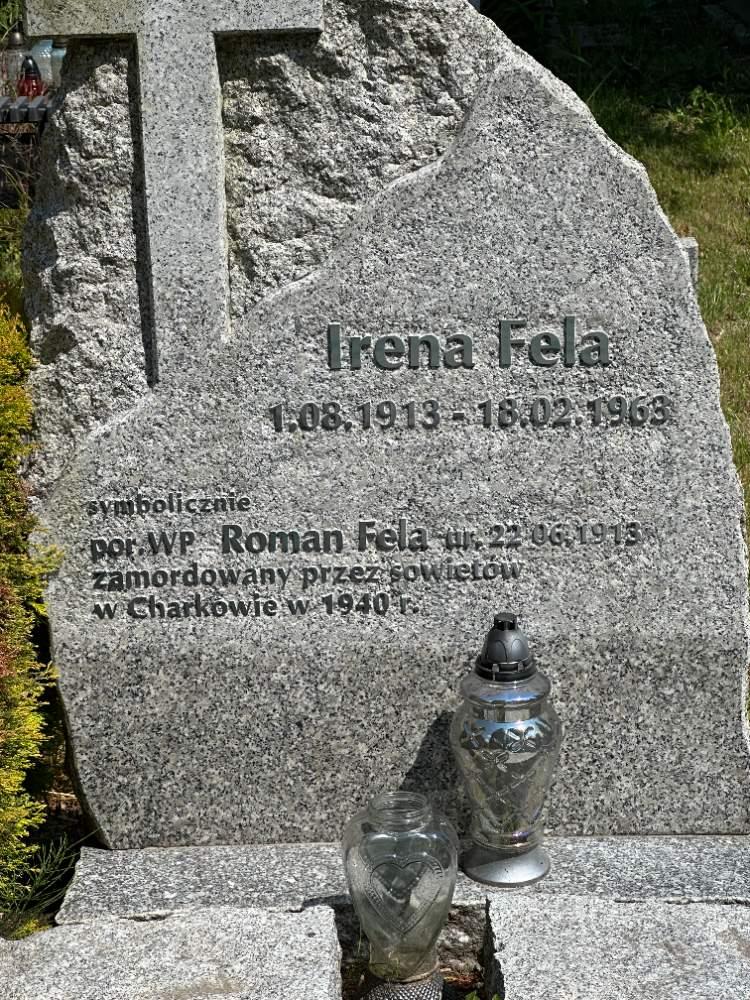 Irena Fela
1.08.1913 - 18.02.1963
symbolicznie
por.WP Roman Fela ur. 22 06.1913
zamordowany przez sowietów
w Charkowie w 1940 r.